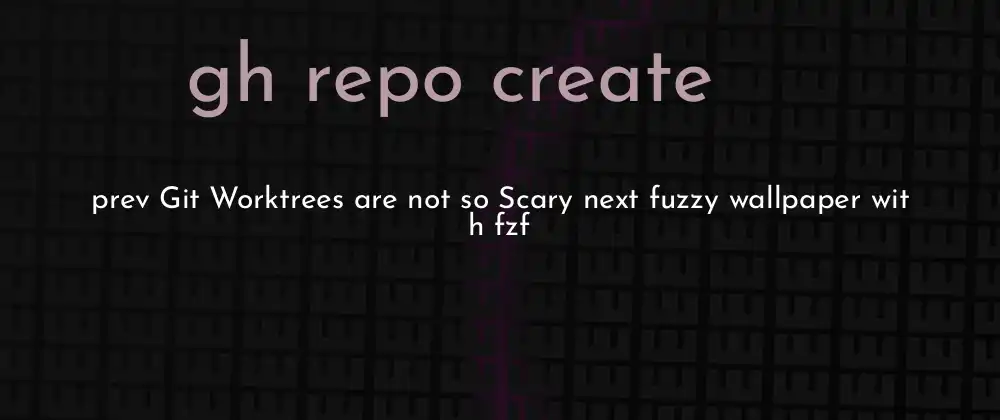 gh repo create
prev Git Worktrees are not so Scary next fuzzy wallpaper wit
h fzf